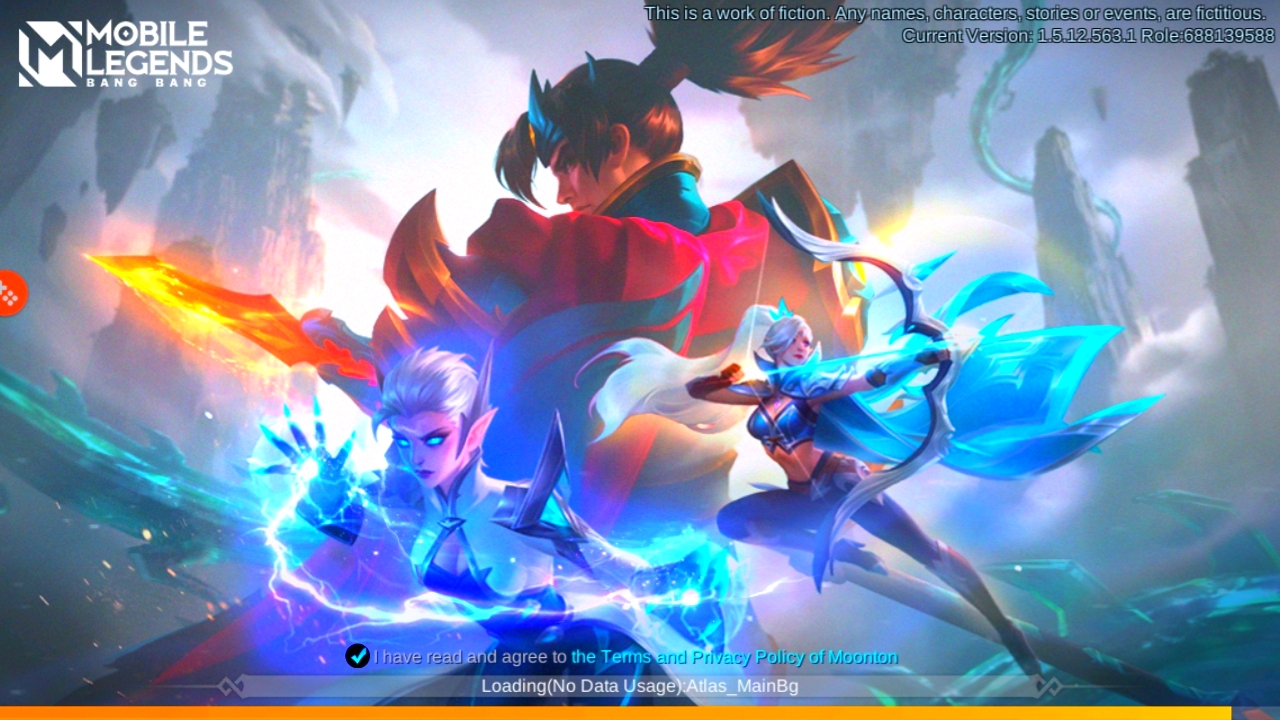 MOBILE
LEGENDS
BANG BANG
This is a work of fiction. Any names, characters, stories or events, are fictitious.
Current Version: 1.5.12.563.1 Role:688139588
I have read and agree to the Terms and Privacy Policy of Moonton
Loading(No Data Usage):Atlas_MainBg